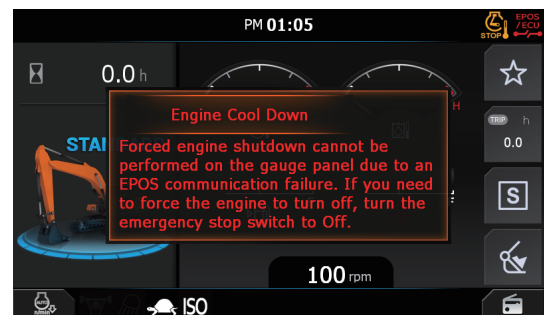 PM 01:05
STOP
EPOS
/ECU
0.0 h
H
TRIP h
0.0
Engine Cool Down
Forced engine shutdown cannot be
performed on the gauge panel due to an
EPOS communication failure. If you need
to force the engine to turn off, turn the
emergency stop switch to Off.
STA
S
100 rpm
AUTO
n/min
ISO